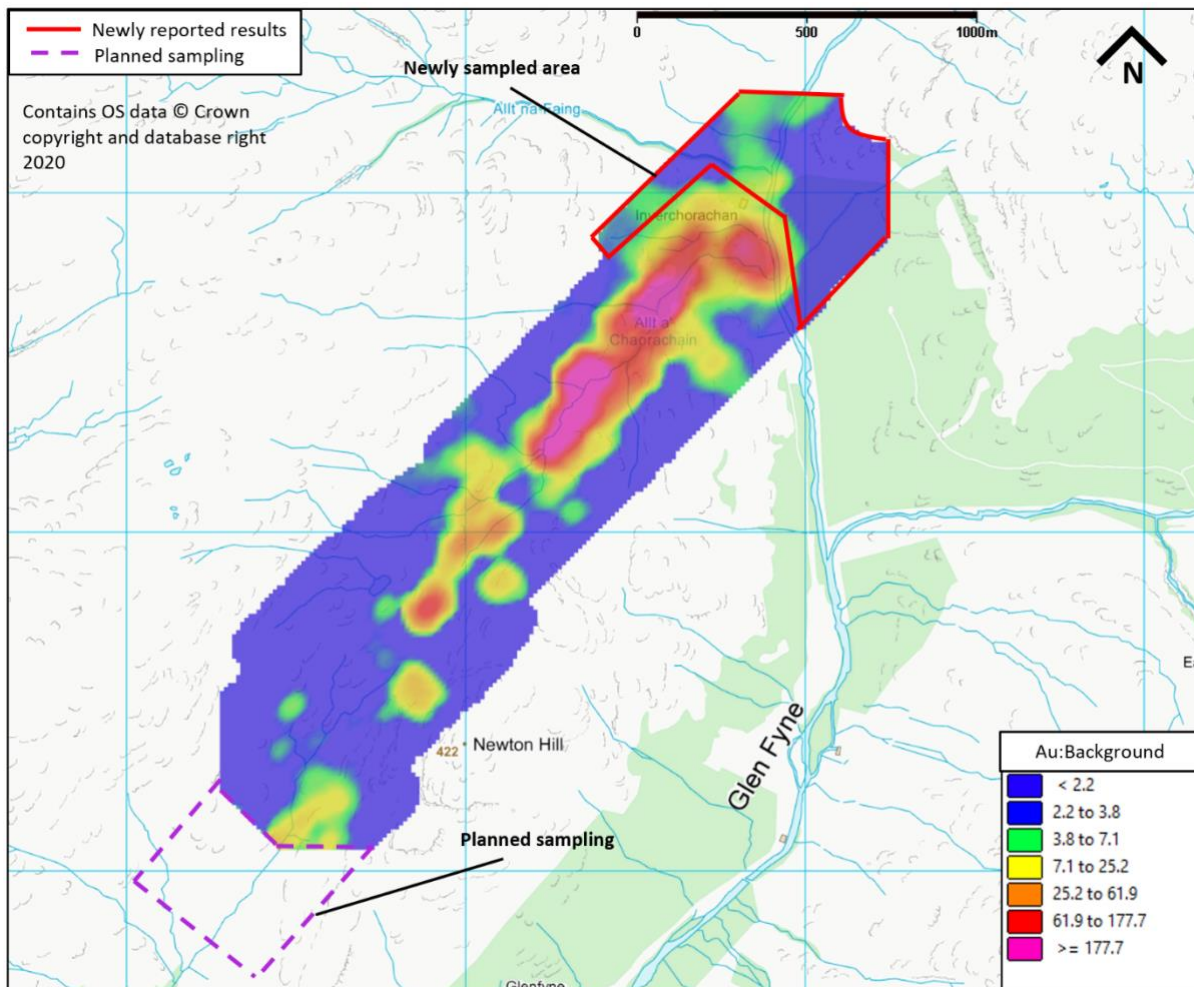 Newly reported results
Planned sampling
0
500
1000m
N
Newly sampled area
Contains OS data © Crown
copyright and database right
2020
Allt na Faing
Inverchorachan
Allt a'
Chaorachain
422
Newton Hill
Glen Fyne
Planned sampling
Au:Background
< 2.2
2.2 to 3.8
3.8 to 7.1
7.1 to 25.2
25.2 to 61.9
61.9 to 177.7
>= 177.7
Ea
Glenfyne